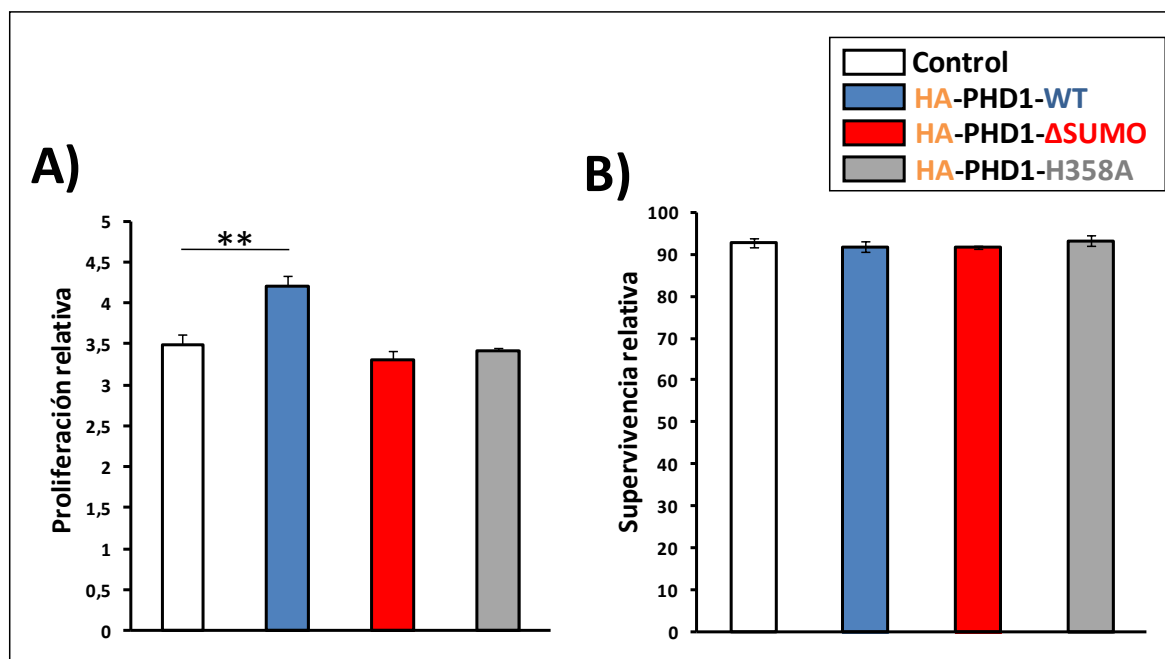 Control
HA-PHD1-WT
HA-PHD1-ΔSUMO
HA-PHD1-H358A
A)
Proliferación relativa
5
4,5
4
3,5
3
2,5
2
1,5
1
0,5
0
**
B)
Supervivencia relativa
100
90
80
70
60
50
40
30
20
10
0